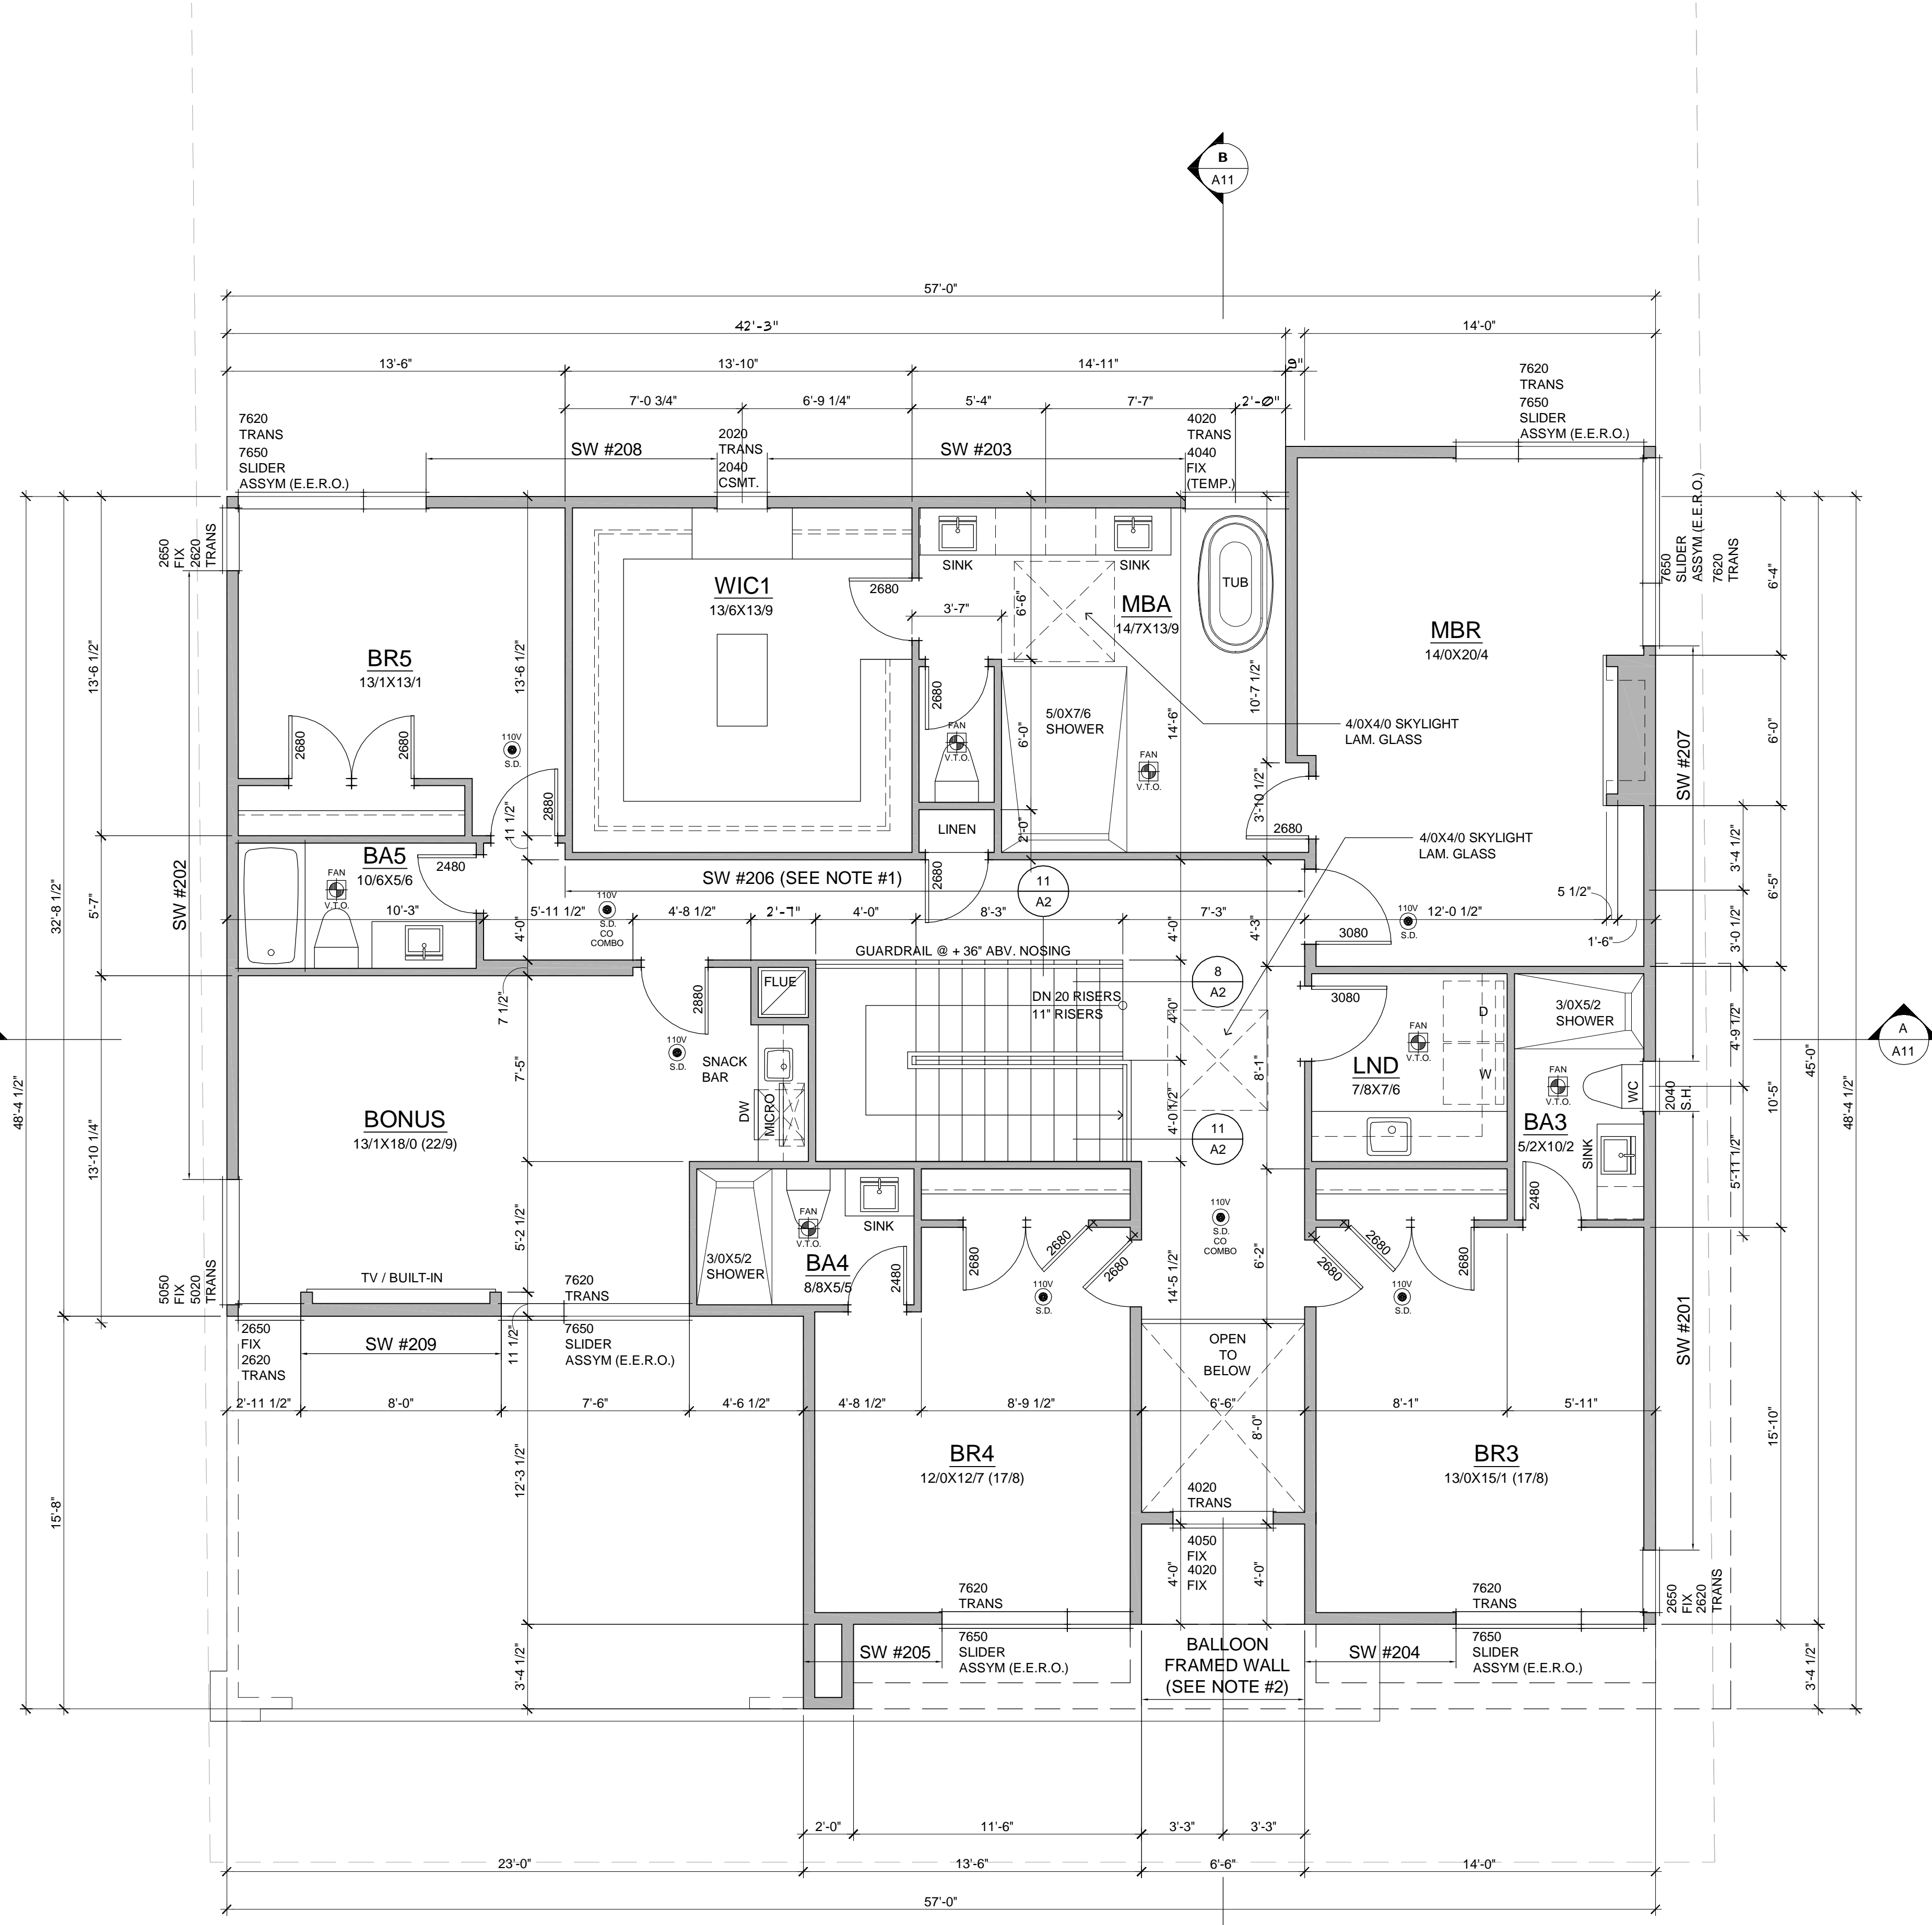 B
A11
57'-0"
42'-3"
14'-0"
13'-6"
13'-10"
14'-11"
9"
7'-0 3/4"
6'-9 1/4"
5'-4"
7'-7"
2'-0"
7620
TRANS
7650
SLIDER
ASSYM (E.E.R.O.)
SW #208
2020
TRANS
2040
CSMT.
SW #203
4020
TRANS
4040
FIX
(TEMP.)
7620
TRANS
7650
SLIDER
ASSYM (E.E.R.O.)
2650
FIX
2620
TRANS
7650
SLIDER
ASSYM (E.E.R.O.)
7620
TRANS
BR5
13/1X13/1
WIC1
13/6X13/9
SINK
SINK
TUB
MBA
14/7X13/9
MBR
14/0X20/4
2680
3'-7"
6'-6"
6'-4"
13'-6 1/2"
13'-6 1/2"
10'-7 1/2"
14'-6"
6'-0"
6'-0"
2680
2680
110V
S.D.
2680
FAN
V.T.O.
5/0X7/6
SHOWER
FAN
V.T.O.
4/0X4/0 SKYLIGHT
LAM. GLASS
SW #207
2880
11 1/2"
3'-10 1/2"
2680
LINEN
2'-0"
2680
4/0X4/0 SKYLIGHT
LAM. GLASS
BA5
10/6X5/6
2480
FAN
V.T.O.
SW #202
SW #206 (SEE NOTE #1)
11
A2
3'-4 1/2"
6'-5"
3'-0 1/2"
5 1/2"
1'-6"
32'-8 1/2"
5'-7"
10'-3"
5'-11 1/2"
4'-8 1/2"
2'-7"
4'-0"
8'-3"
7'-3"
12'-0 1/2"
110V
S.D.
CO
COMBO
4'-0"
4'-0"
4'-3"
3080
110V
S.D.
GUARDRAIL @ + 36" ABV. NOSING
FLUE
DN 20 RISERS
11" RISERS
8
A2
3080
7 1/2"
2880
4'-0"
110V
S.D.
SNACK
BAR
DW
MICRO
7'-5"
8'-1"
4'-0 1/2"
D
W
FAN
V.T.O.
LND
7/8X7/6
3/0X5/2
SHOWER
FAN
V.T.O.
WC
2040
S.H.
4'-9 1/2"
10'-5"
45'-0"
48'-4 1/2"
A
A11
48'-4 1/2"
13'-10 1/4"
BONUS
13/1X18/0 (22/9)
11
A2
BA3
5/2X10/2
SINK
5'-11 1/2"
2480
5'-2 1/2"
3/0X5/2
SHOWER
FAN
V.T.O.
SINK
BA4
8/8X5/5
2480
2680
2680
2680
110V
S.D.
110V
S.D.
CO
COMBO
14'-5 1/2"
6'-2"
2680
2680
2680
110V
S.D.
5050
FIX
5020
TRANS
TV / BUILT-IN
7620
TRANS
2650
FIX
2620
TRANS
SW #209
11 1/2"
7650
SLIDER
ASSYM (E.E.R.O.)
OPEN
TO
BELOW
SW #201
2'-11 1/2"
8'-0"
7'-6"
4'-6 1/2"
4'-8 1/2"
8'-9 1/2"
6'-6"
8'-1"
5'-11"
8'-0"
15'-8"
12'-3 1/2"
BR4
12/0X12/7 (17/8)
BR3
13/0X15/1 (17/8)
15'-10"
4020
TRANS
4050
FIX
4020
FIX
4'-0"
4'-0"
7620
TRANS
7620
TRANS
2650
FIX
2620
TRANS
3'-4 1/2"
SW #205
7650
SLIDER
ASSYM (E.E.R.O.)
BALLOON
FRAMED WALL
(SEE NOTE #2)
SW #204
7650
SLIDER
ASSYM (E.E.R.O.)
3'-4 1/2"
2'-0"
11'-6"
3'-3"
3'-3"
23'-0"
13'-6"
6'-6"
14'-0"
57'-0"